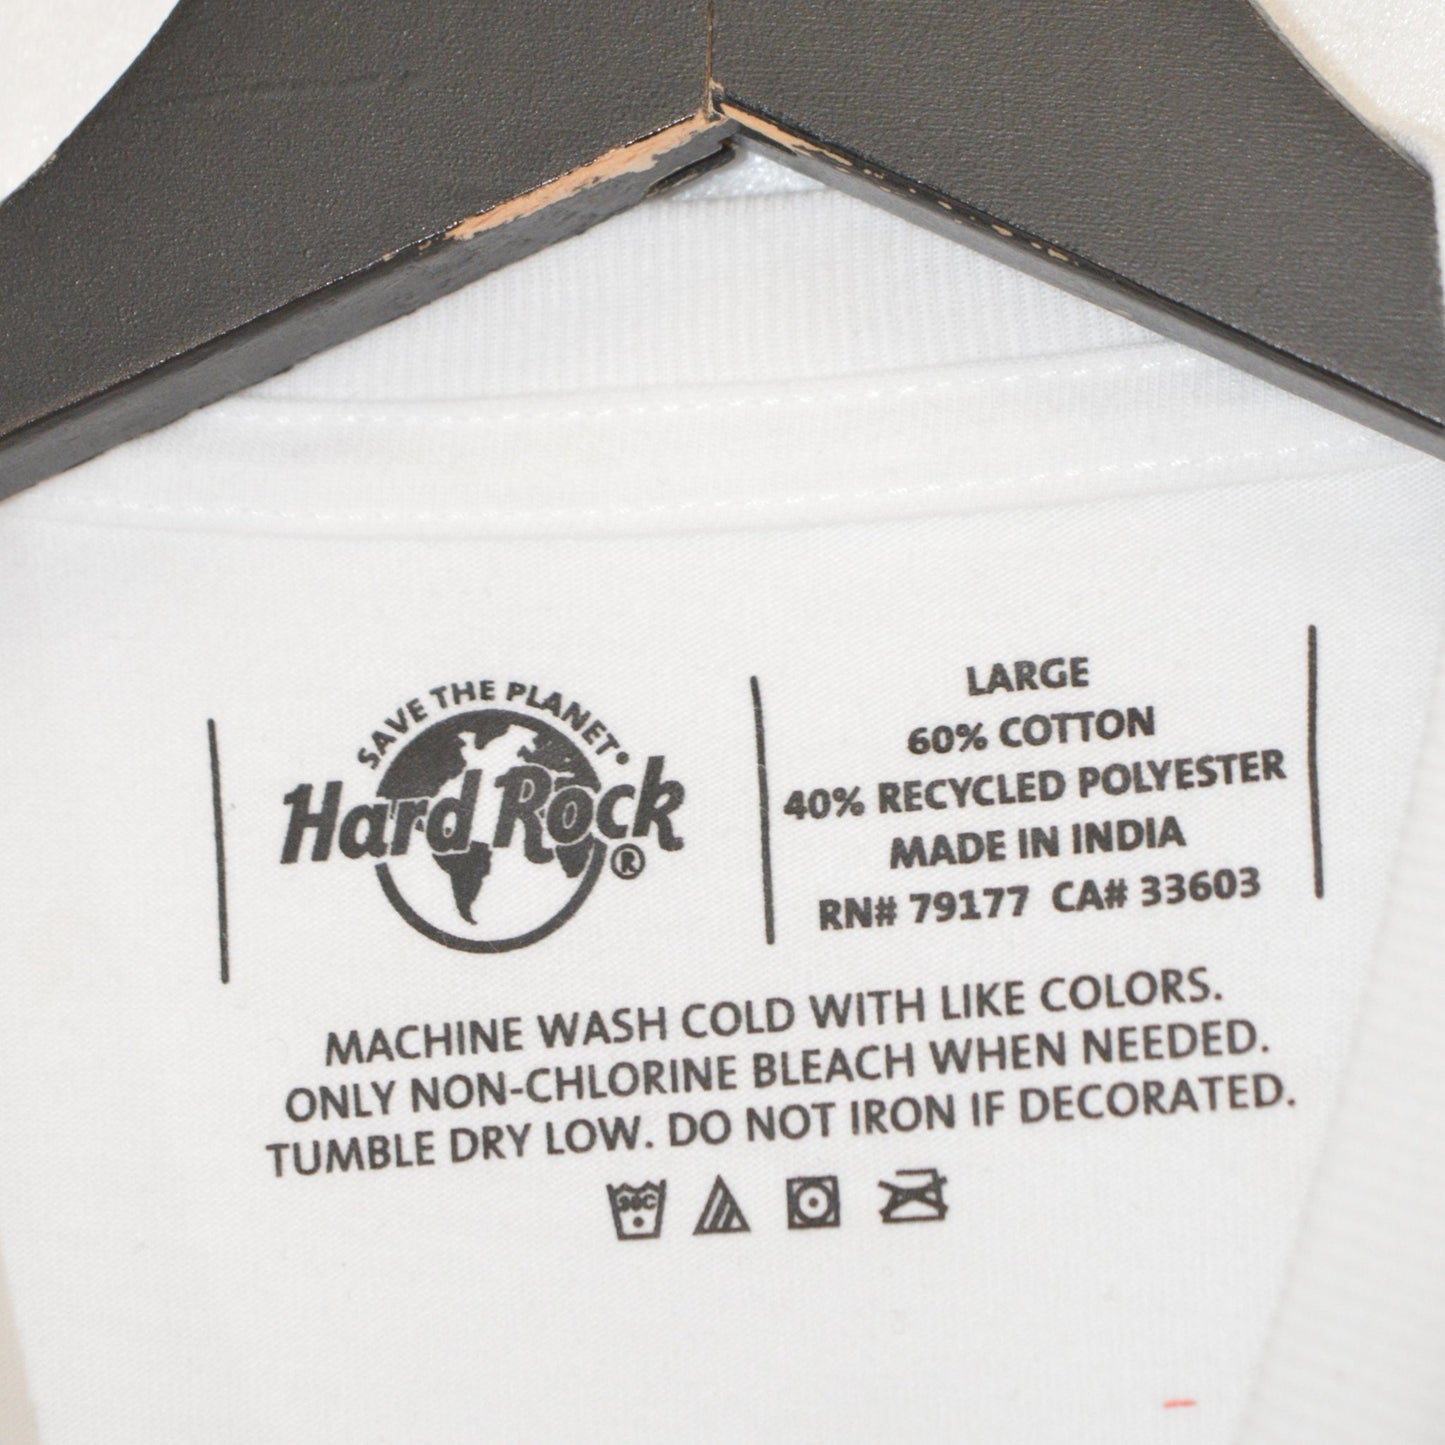 SAVE THE PLANET
Hard Rock
®
LARGE
60% COTTON
40% RECYCLED POLYESTER
MADE IN INDIA
RN# 79177 CA# 33603
MACHINE WASH COLD WITH LIKE COLORS.
ONLY NON-CHLORINE BLEACH WHEN NEEDED.
TUMBLE DRY LOW. DO NOT IRON IF DECORATED.
30C